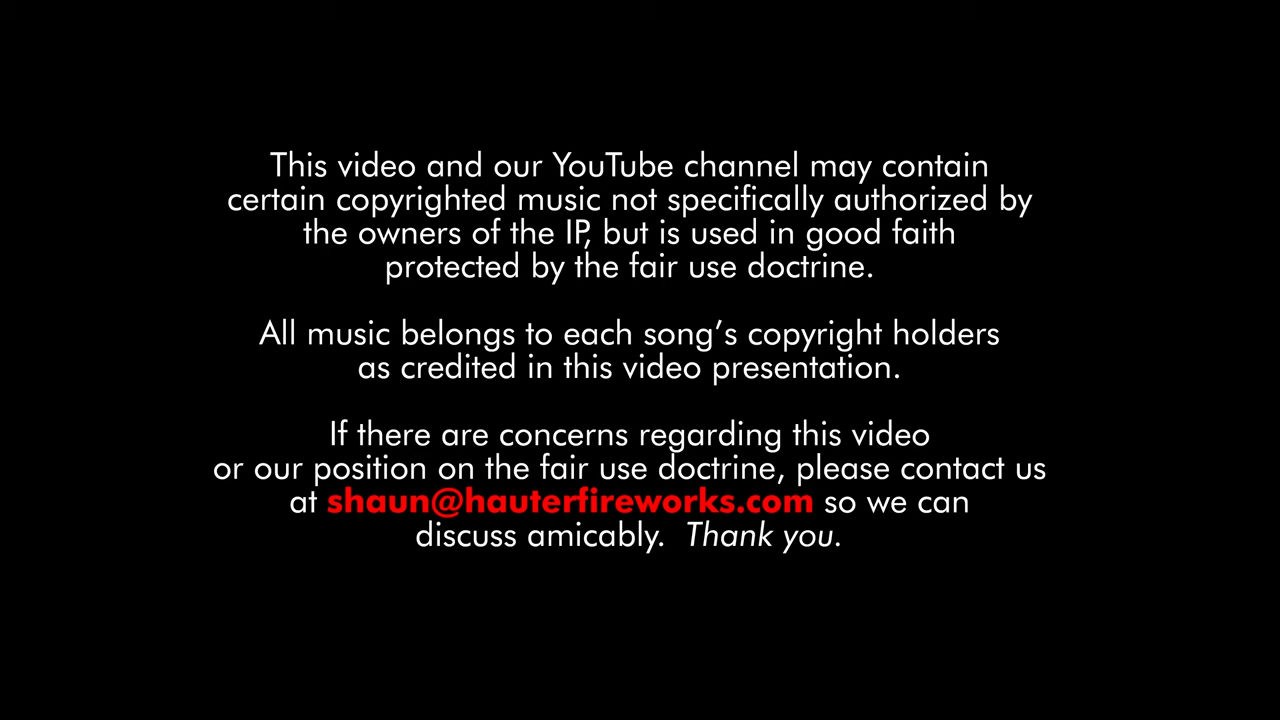 This video and our YouTube channel may contain
certain copyrighted music not specifically authorized by
the owners of the IP, but is used in good faith
protected by the fair use doctrine.
All music belongs to each song's copyright holders
as credited in this video presentation.
If there are concerns regarding this video
or our position on the fair use doctrine, please contact us
at shaun@hauterfireworks.com so we can
discuss amicably.  Thank you.